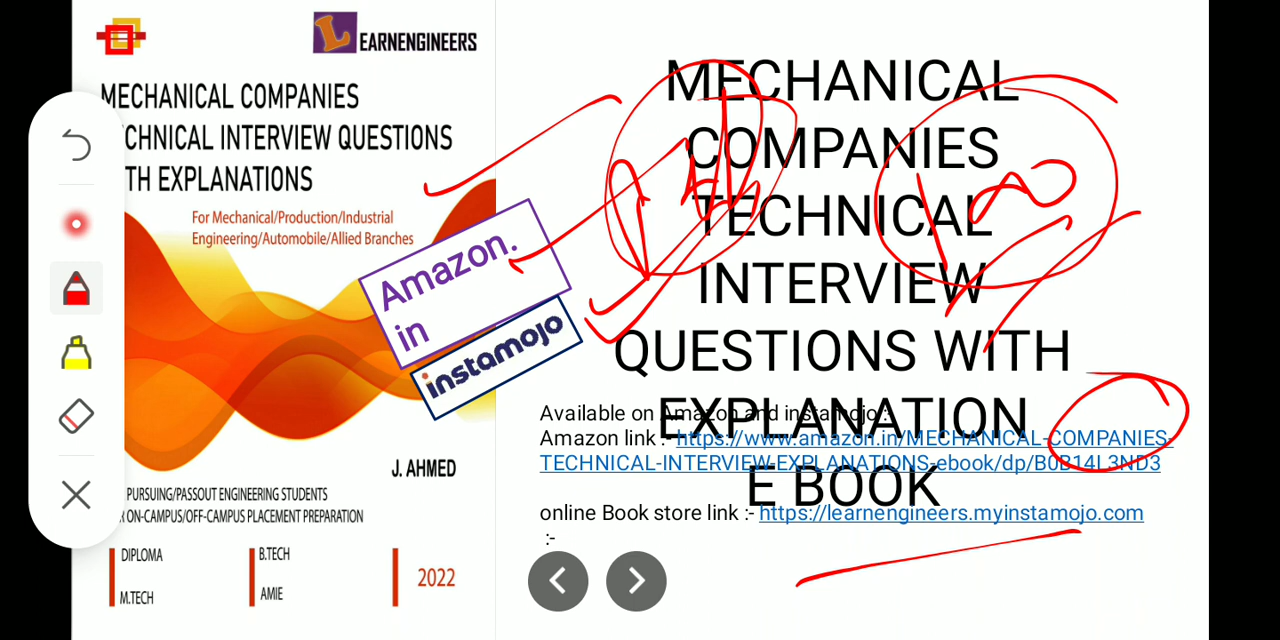 LEARNENGINEERS
MECHANICAL COMPANIES
TECHNICAL INTERVIEW QUESTIONS
WITH EXPLANATIONS
For Mechanical/Production/Industrial
Engineering/Automobile/Allied Branches
Amazon.
in
instamojo
J. AHMED
PURSUING/PASSOUT ENGINEERING STUDENTS
ON-CAMPUS/OFF-CAMPUS PLACEMENT PREPARATION
DIPLOMA
B.TECH
M.TECH
AMIE
2022
MECHANICAL
COMPANIES
TECHNICAL
INTERVIEW
QUESTIONS WITH
EXPLANATION
E BOOK
Available on Amazon and instamojo :-
Amazon link :- https://www.amazon.in/MECHANICAL-COMPANIES-
TECHNICAL-INTERVIEW-EXPLANATIONS-ebook/dp/B0B14L3ND3
online Book store link :- https://learnengineers.myinstamojo.com
:-